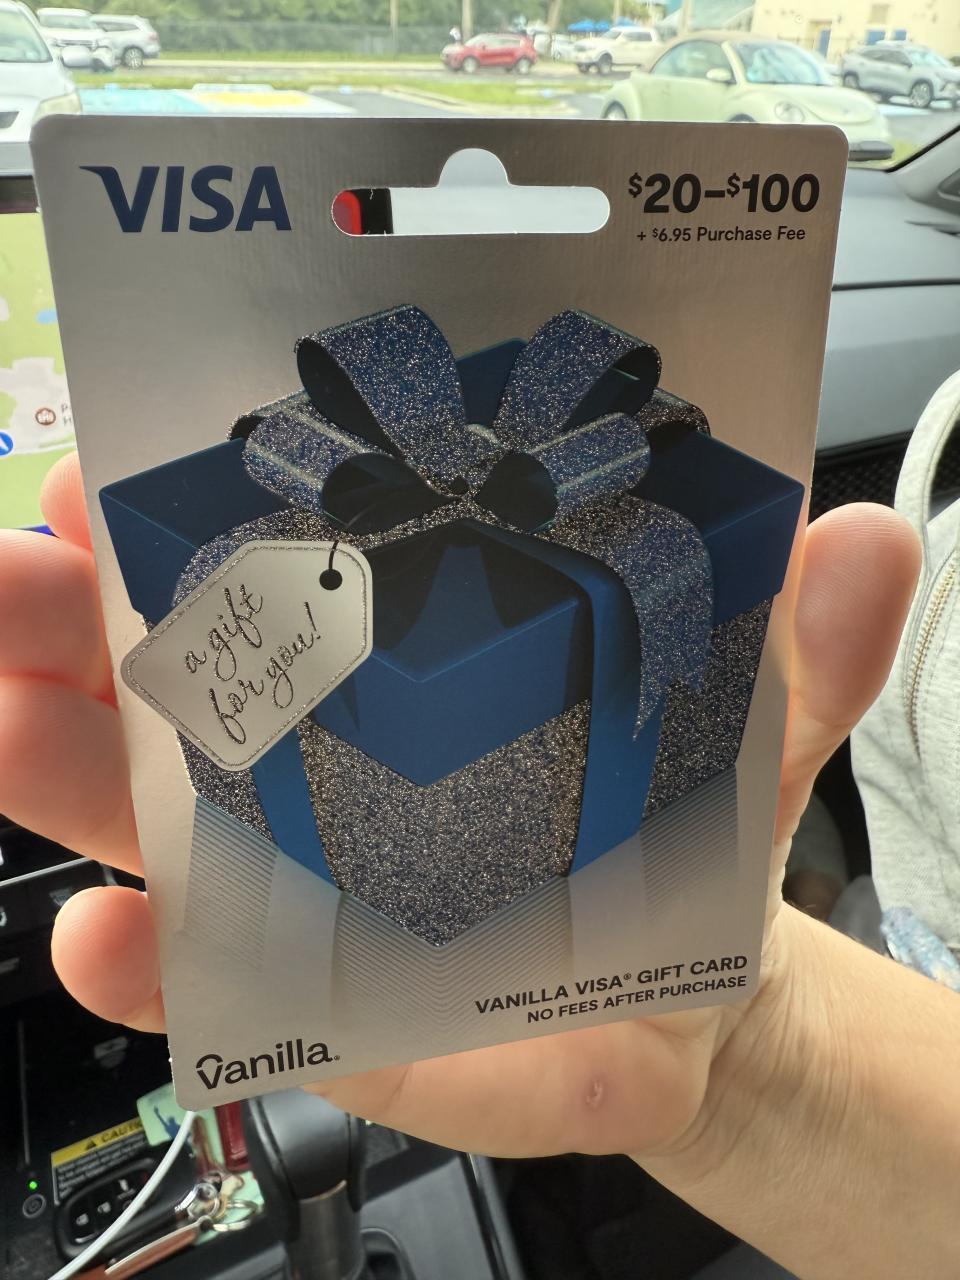 VISA
$20–$100
+ $6.95 Purchase Fee
a gift
for you!
VANILLA VISA® GIFT CARD
NO FEES AFTER PURCHASE
Vanilla®
CAUTION